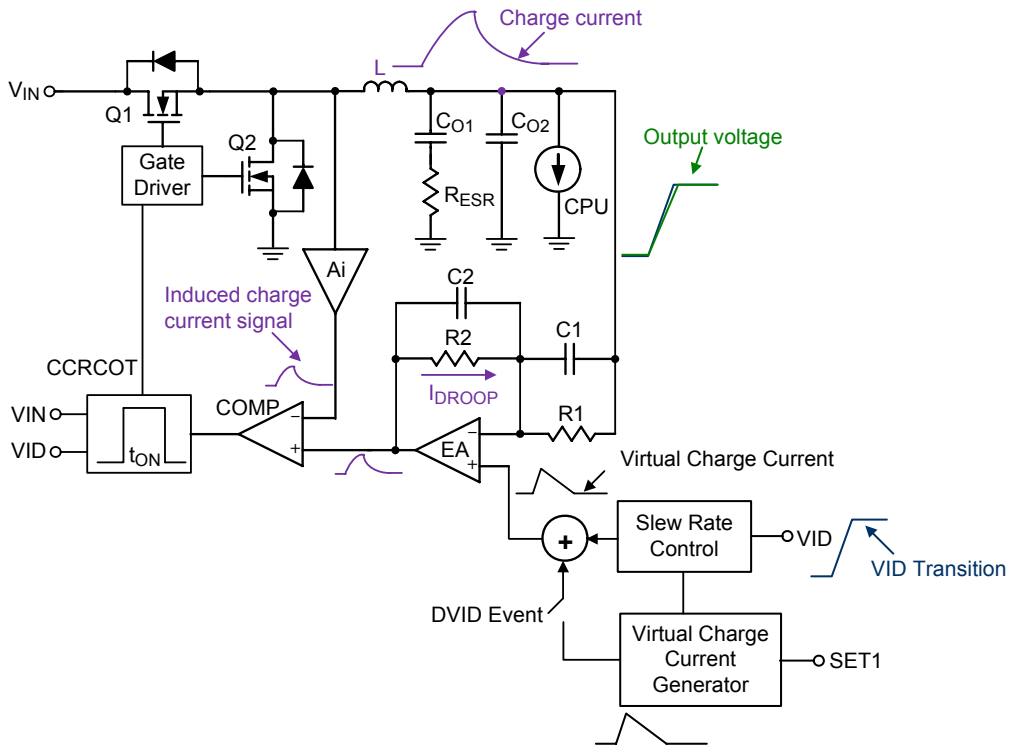 Charge current
L
VIN
Q1
Q2
CO1
CO2
Output voltage
Gate
Driver
RESR
CPU
Ai
C2
Induced charge
current signal
R2
C1
CCRCOT
IDROOP
COMP
R1
VIN
VID
tON
−
+
EA
−
+
Virtual Charge Current
+
Slew Rate
Control
VID
VID Transition
DVID Event
Virtual Charge
Current
Generator
SET1